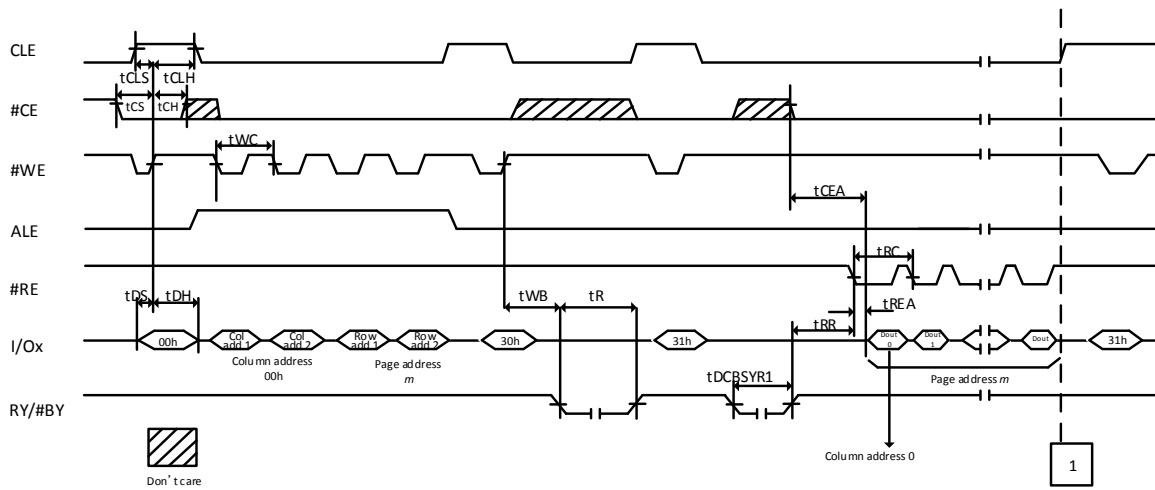 CLE
tCLS tCLH
#CE
tCS tCH
tWC
#WE
tCEA
ALE
tRC
#RE
tDS tDH
tWB tR
tREA
tRR
I/Ox
00h
Col add.1
Col add.2
Row add.1
Row add.2
30h
31h
Dout 0
Dout 1
Dout
31h
Column address
00h
Page address
m
tDCBSYR1
Page address m
RY/#BY
Column address 0
1
Don't care